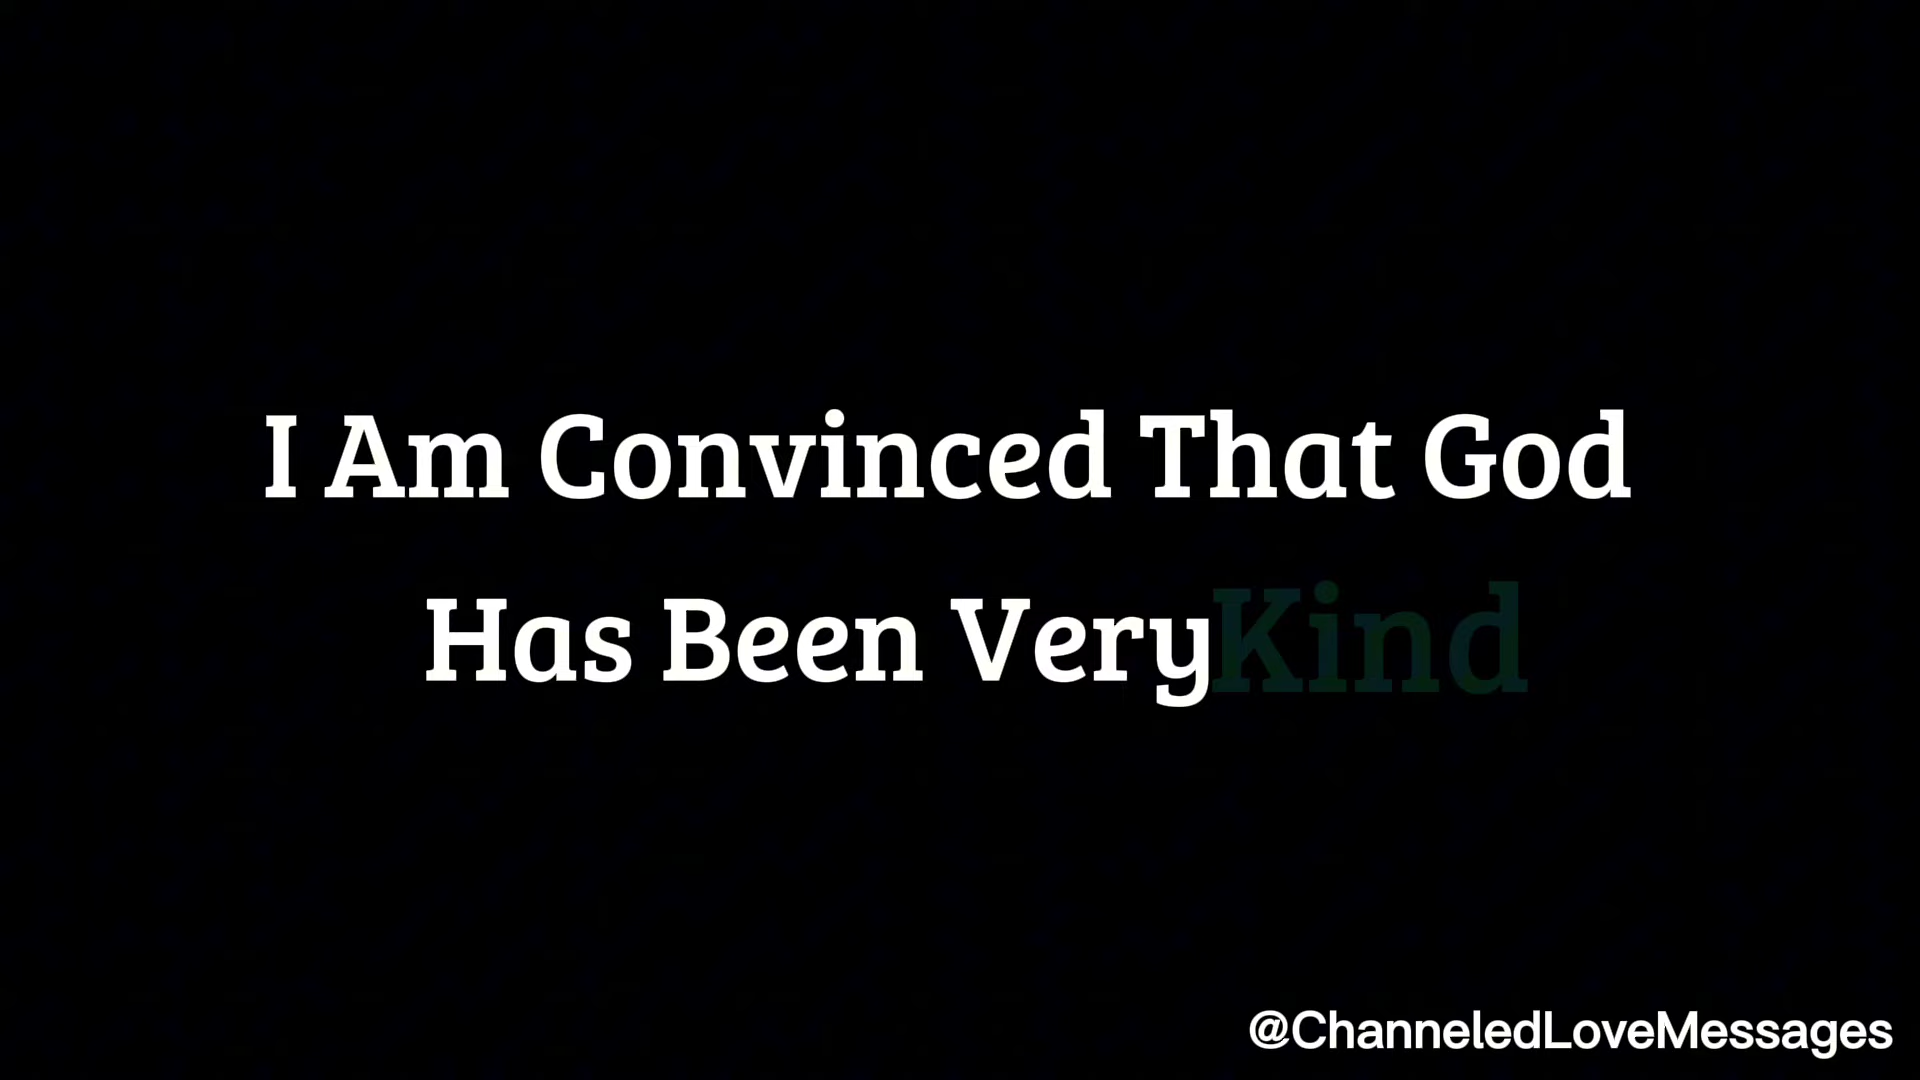 I Am Convinced That God
Has Been Very Kind
@ChanneledLoveMessages